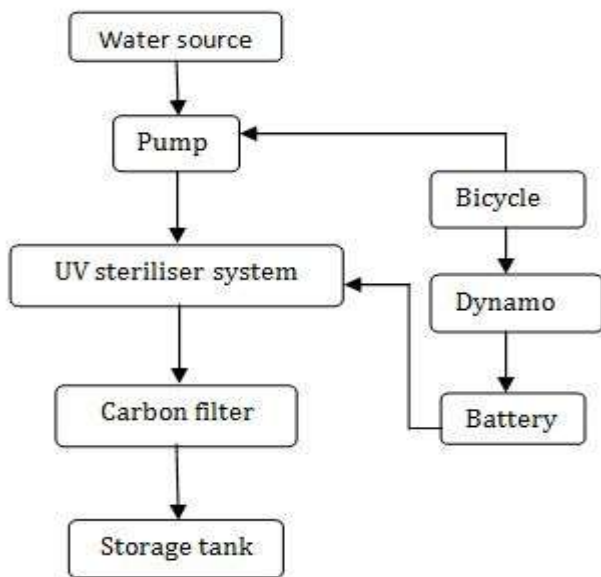 Water source
Pump
Bicycle
UV steriliser system
Dynamo
Carbon filter
Battery
Storage tank